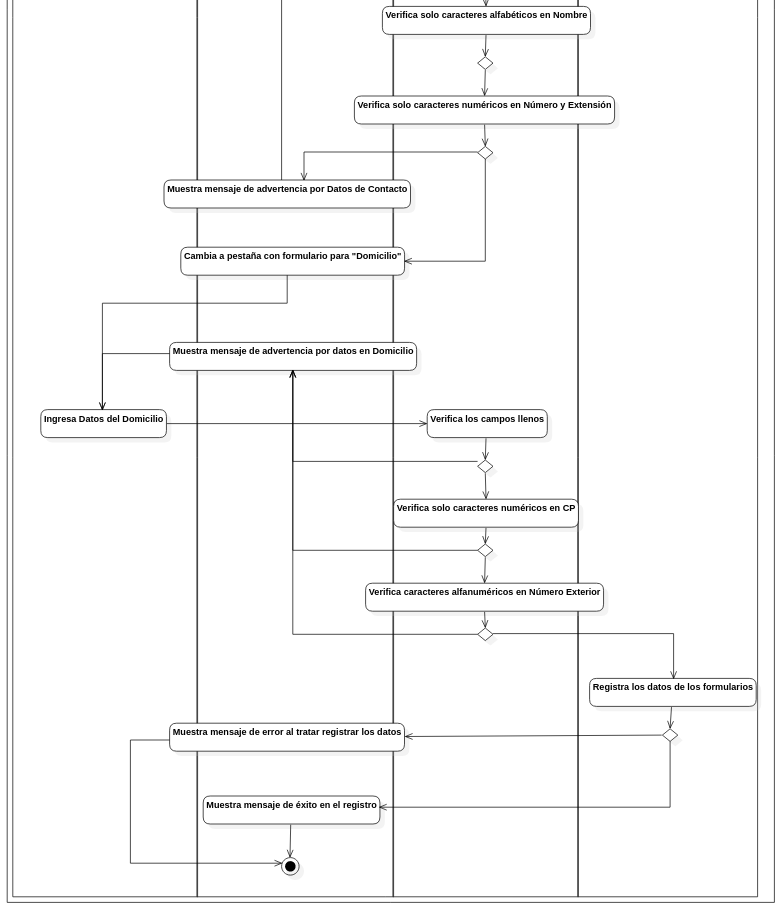 Verifica solo caracteres alfabéticos en Nombre
Verifica solo caracteres numéricos en Número y Extensión
Muestra mensaje de advertencia por Datos de Contacto
Cambia a pestaña con formulario para "Domicilio"
Muestra mensaje de advertencia por datos en Domicilio
Ingresa Datos del Domicilio
Verifica los campos llenos
Verifica solo caracteres numéricos en CP
Verifica caracteres alfanuméricos en Número Exterior
Registra los datos de los formularios
Muestra mensaje de error al tratar registrar los datos
Muestra mensaje de éxito en el registro